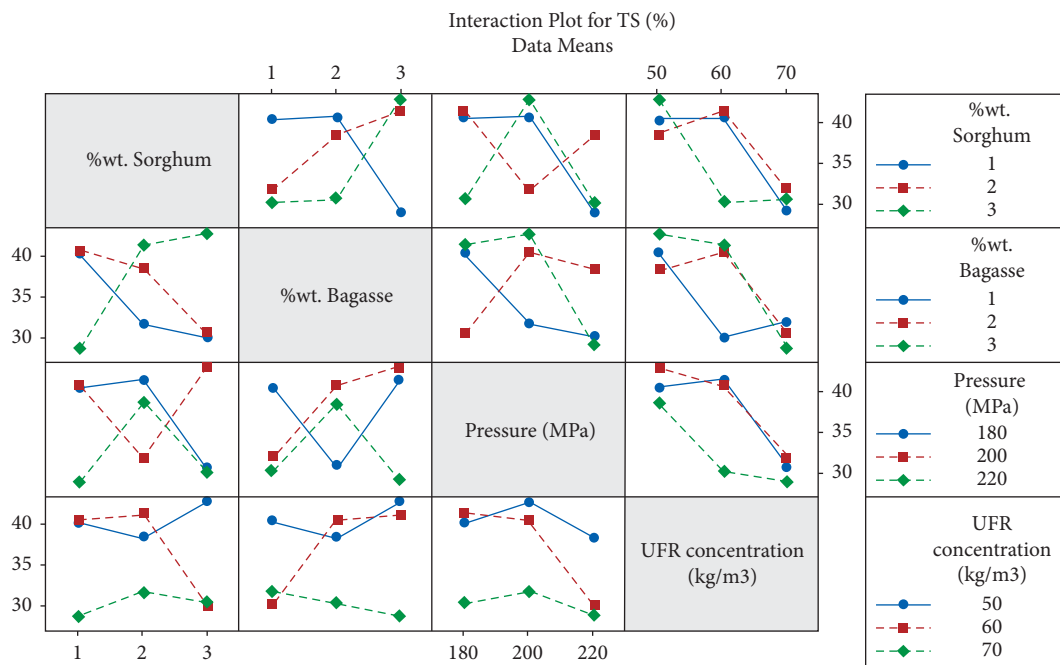 Interaction Plot for TS (%)
Data Means
1 2 3 50 60 70
%wt. Sorghum
40
35
30
%wt.
Sorghum
1
2
3
40
35
30
%wt. Bagasse
%wt.
Bagasse
1
2
3
Pressure (MPa)
40
35
30
Pressure
(MPa)
180
200
220
40
35
30
UFR concentration
(kg/m3)
UFR
concentration
(kg/m3)
50
60
70
1 2 3 180 200 220